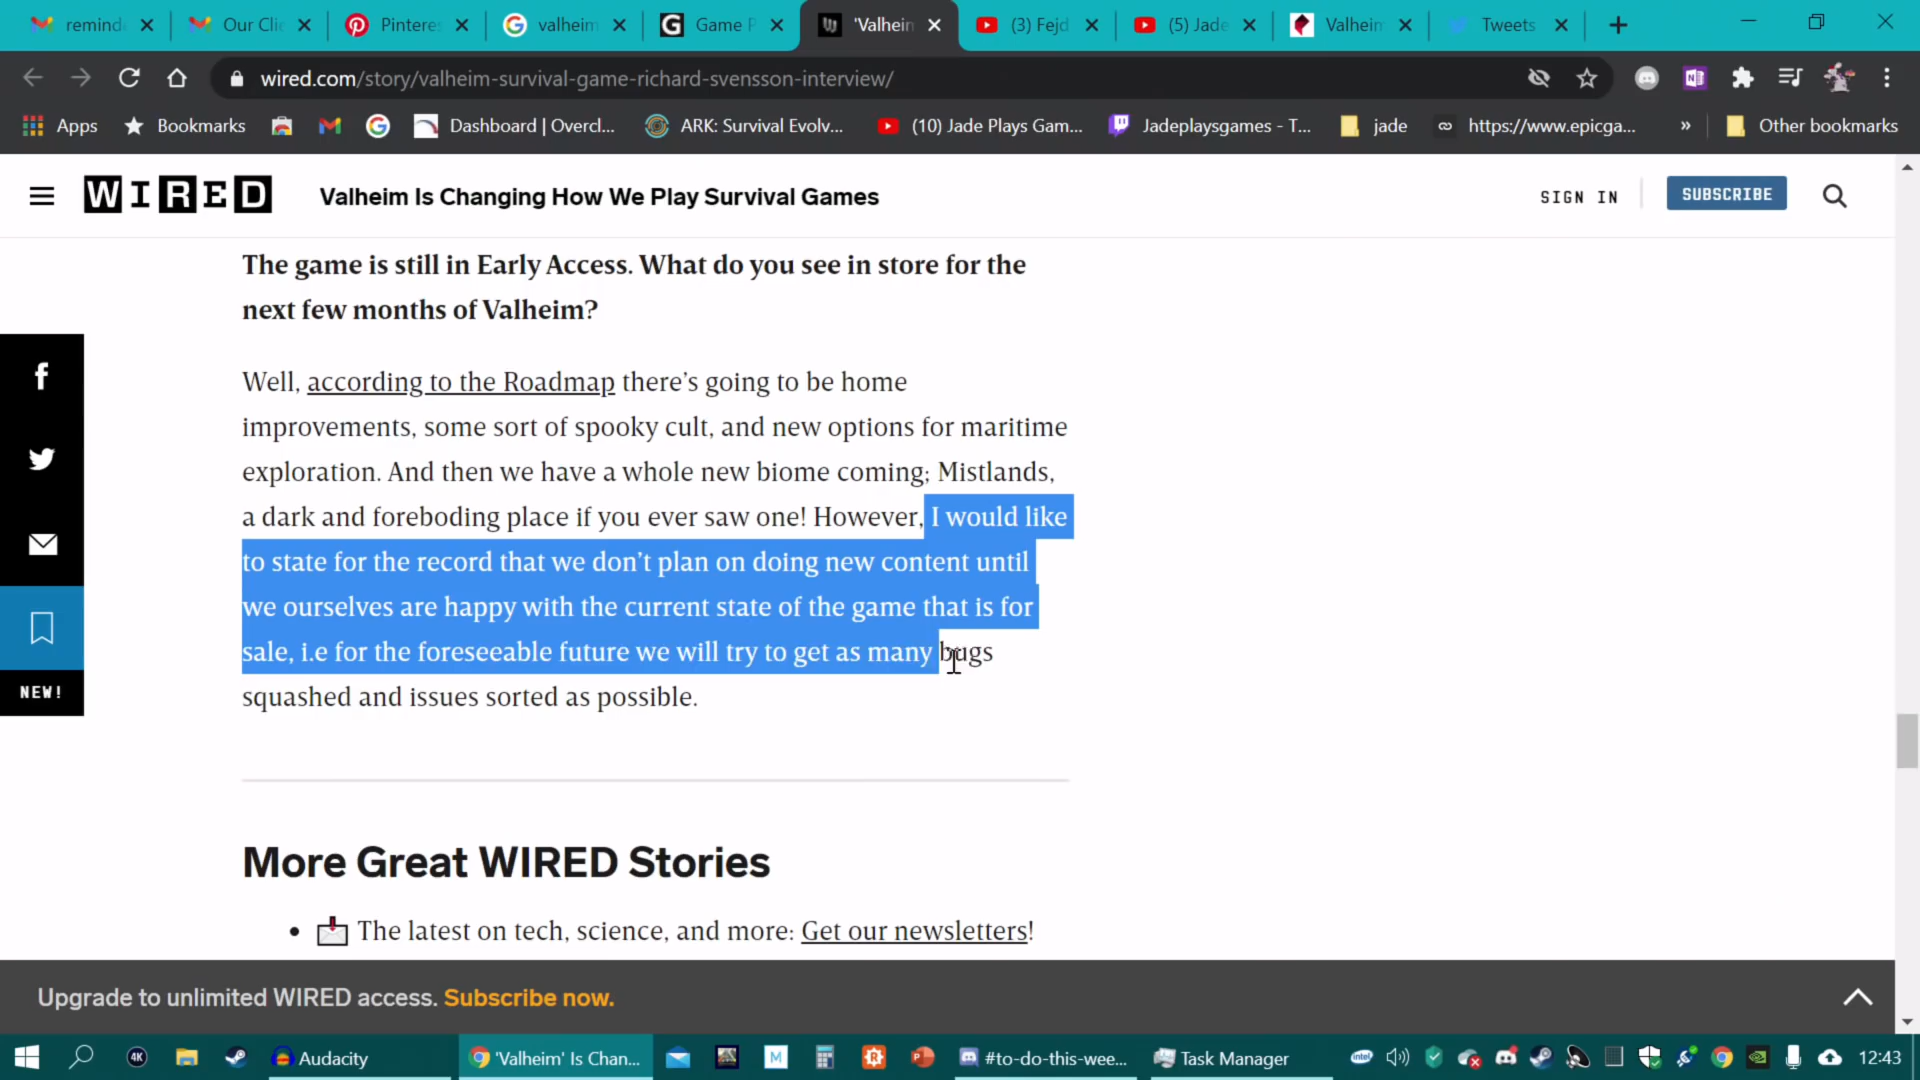 remind
Our Clie
Pinteres
valheim
Game P
'Valheim
(3) Fejd
(5) Jade
Valheim
Tweets
wired.com/story/valheim-survival-game-richard-svensson-interview/
Apps
Bookmarks
Dashboard | Overcl...
ARK: Survival Evolv...
(10) Jade Plays Gam...
Jadeplaysgames - T...
jade
https://www.epicga...
»
Other bookmarks
WIRED
Valheim Is Changing How We Play Survival Games
SIGN IN
SUBSCRIBE
The game is still in Early Access. What do you see in store for the
next few months of Valheim?
Well, according to the Roadmap there's going to be home
improvements, some sort of spooky cult, and new options for maritime
exploration. And then we have a whole new biome coming; Mistlands,
a dark and foreboding place if you ever saw one! However, I would like
to state for the record that we don't plan on doing new content until
we ourselves are happy with the current state of the game that is for
sale, i.e for the foreseeable future we will try to get as many bugs
squashed and issues sorted as possible.
NEW!
More Great WIRED Stories
• The latest on tech, science, and more: Get our newsletters!
Upgrade to unlimited WIRED access. Subscribe now.
4K
Audacity
'Valheim' Is Chan...
M
#to-do-this-wee...
Task Manager
intel
12:43